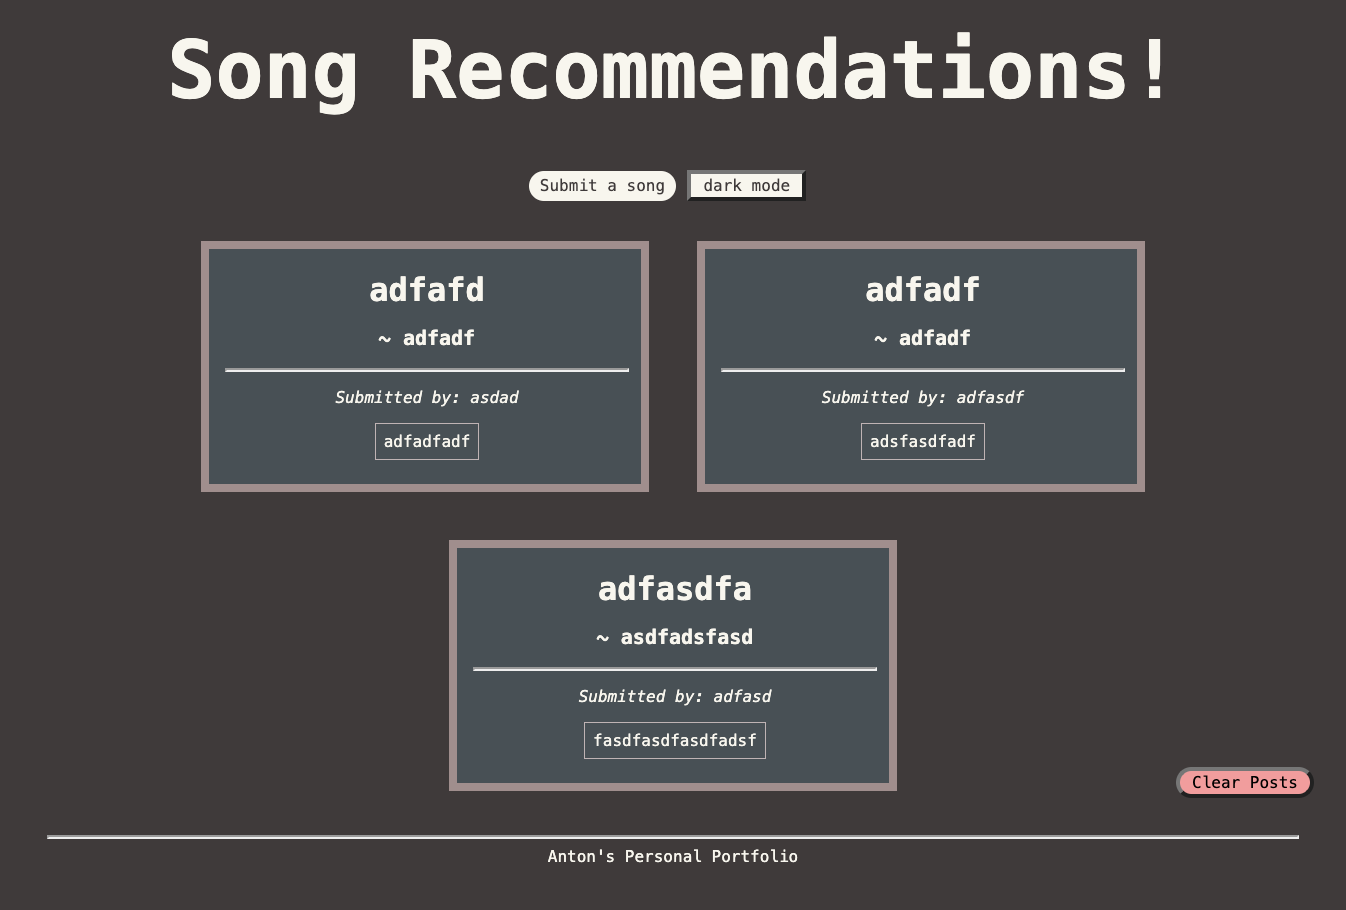 Song Recommendations!
Submit a song
dark mode
adfafd
~ adfadf
Submitted by: asdad
adfadfadf
adfadf
~ adfadf
Submitted by: adfasdf
adsfasdfadf
adfasdfa
~ asdfadsfasd
Submitted by: adfasd
fasdfasdfasdfadsf
Clear Posts
Anton's Personal Portfolio